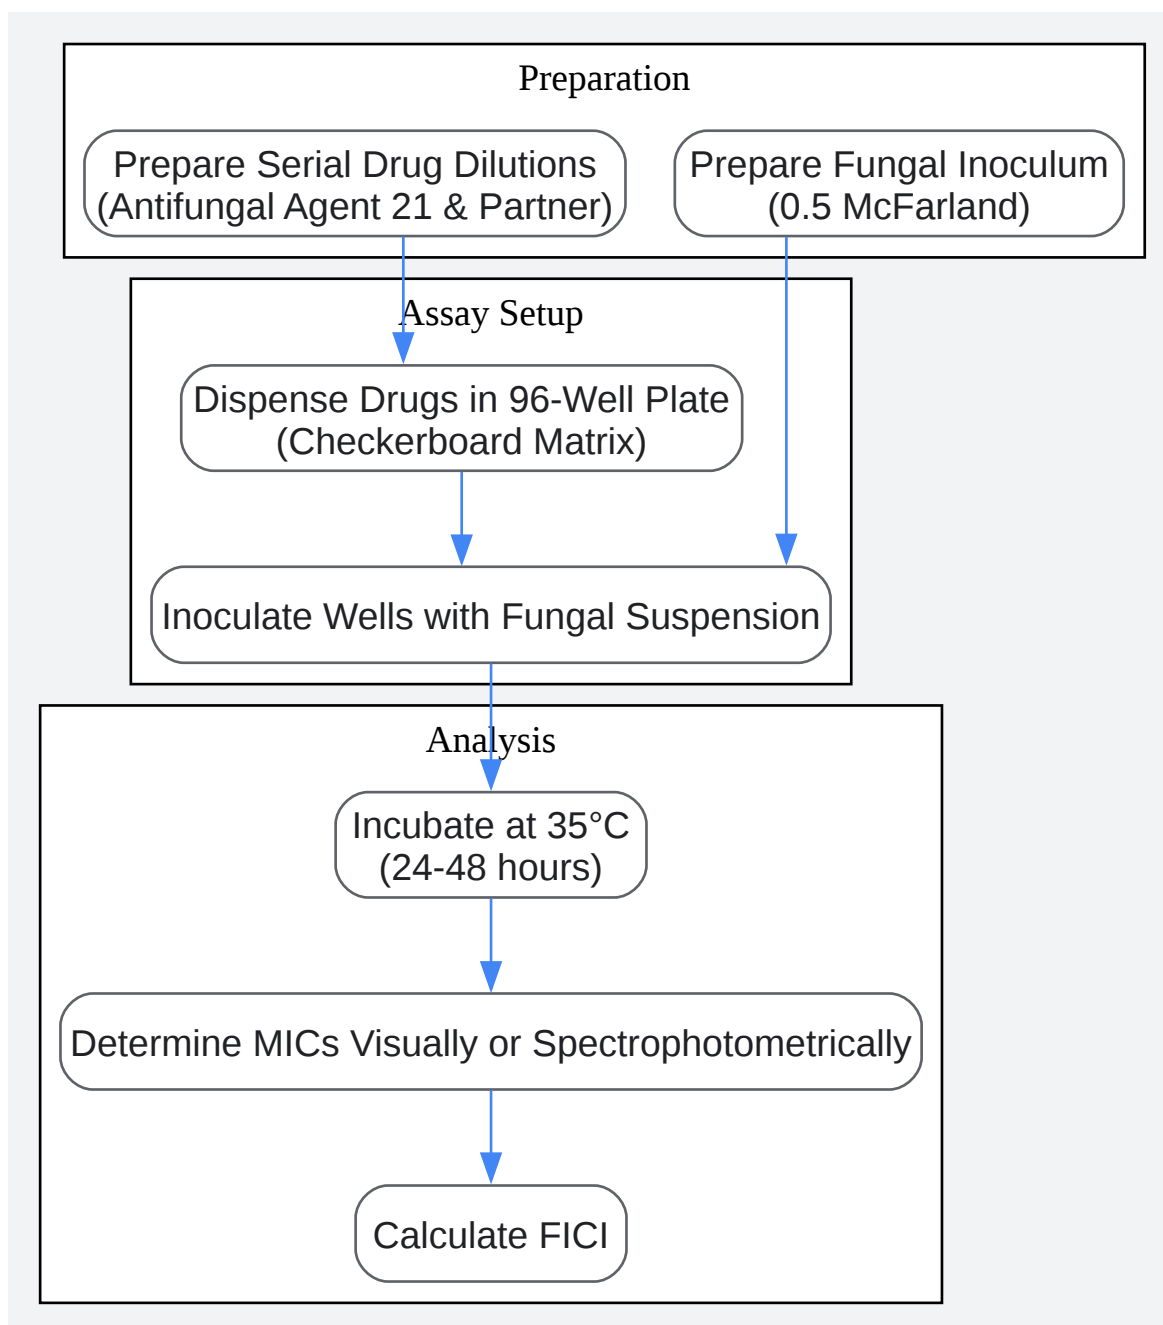 Preparation
Prepare Serial Drug Dilutions
(Antifungal Agent 21 & Partner)
Prepare Fungal Inoculum
(0.5 McFarland)
Assay Setup
Dispense Drugs in 96-Well Plate
(Checkerboard Matrix)
Inoculate Wells with Fungal Suspension
Analysis
Incubate at 35°C
(24-48 hours)
Determine MICs Visually or Spectrophotometrically
Calculate FICI